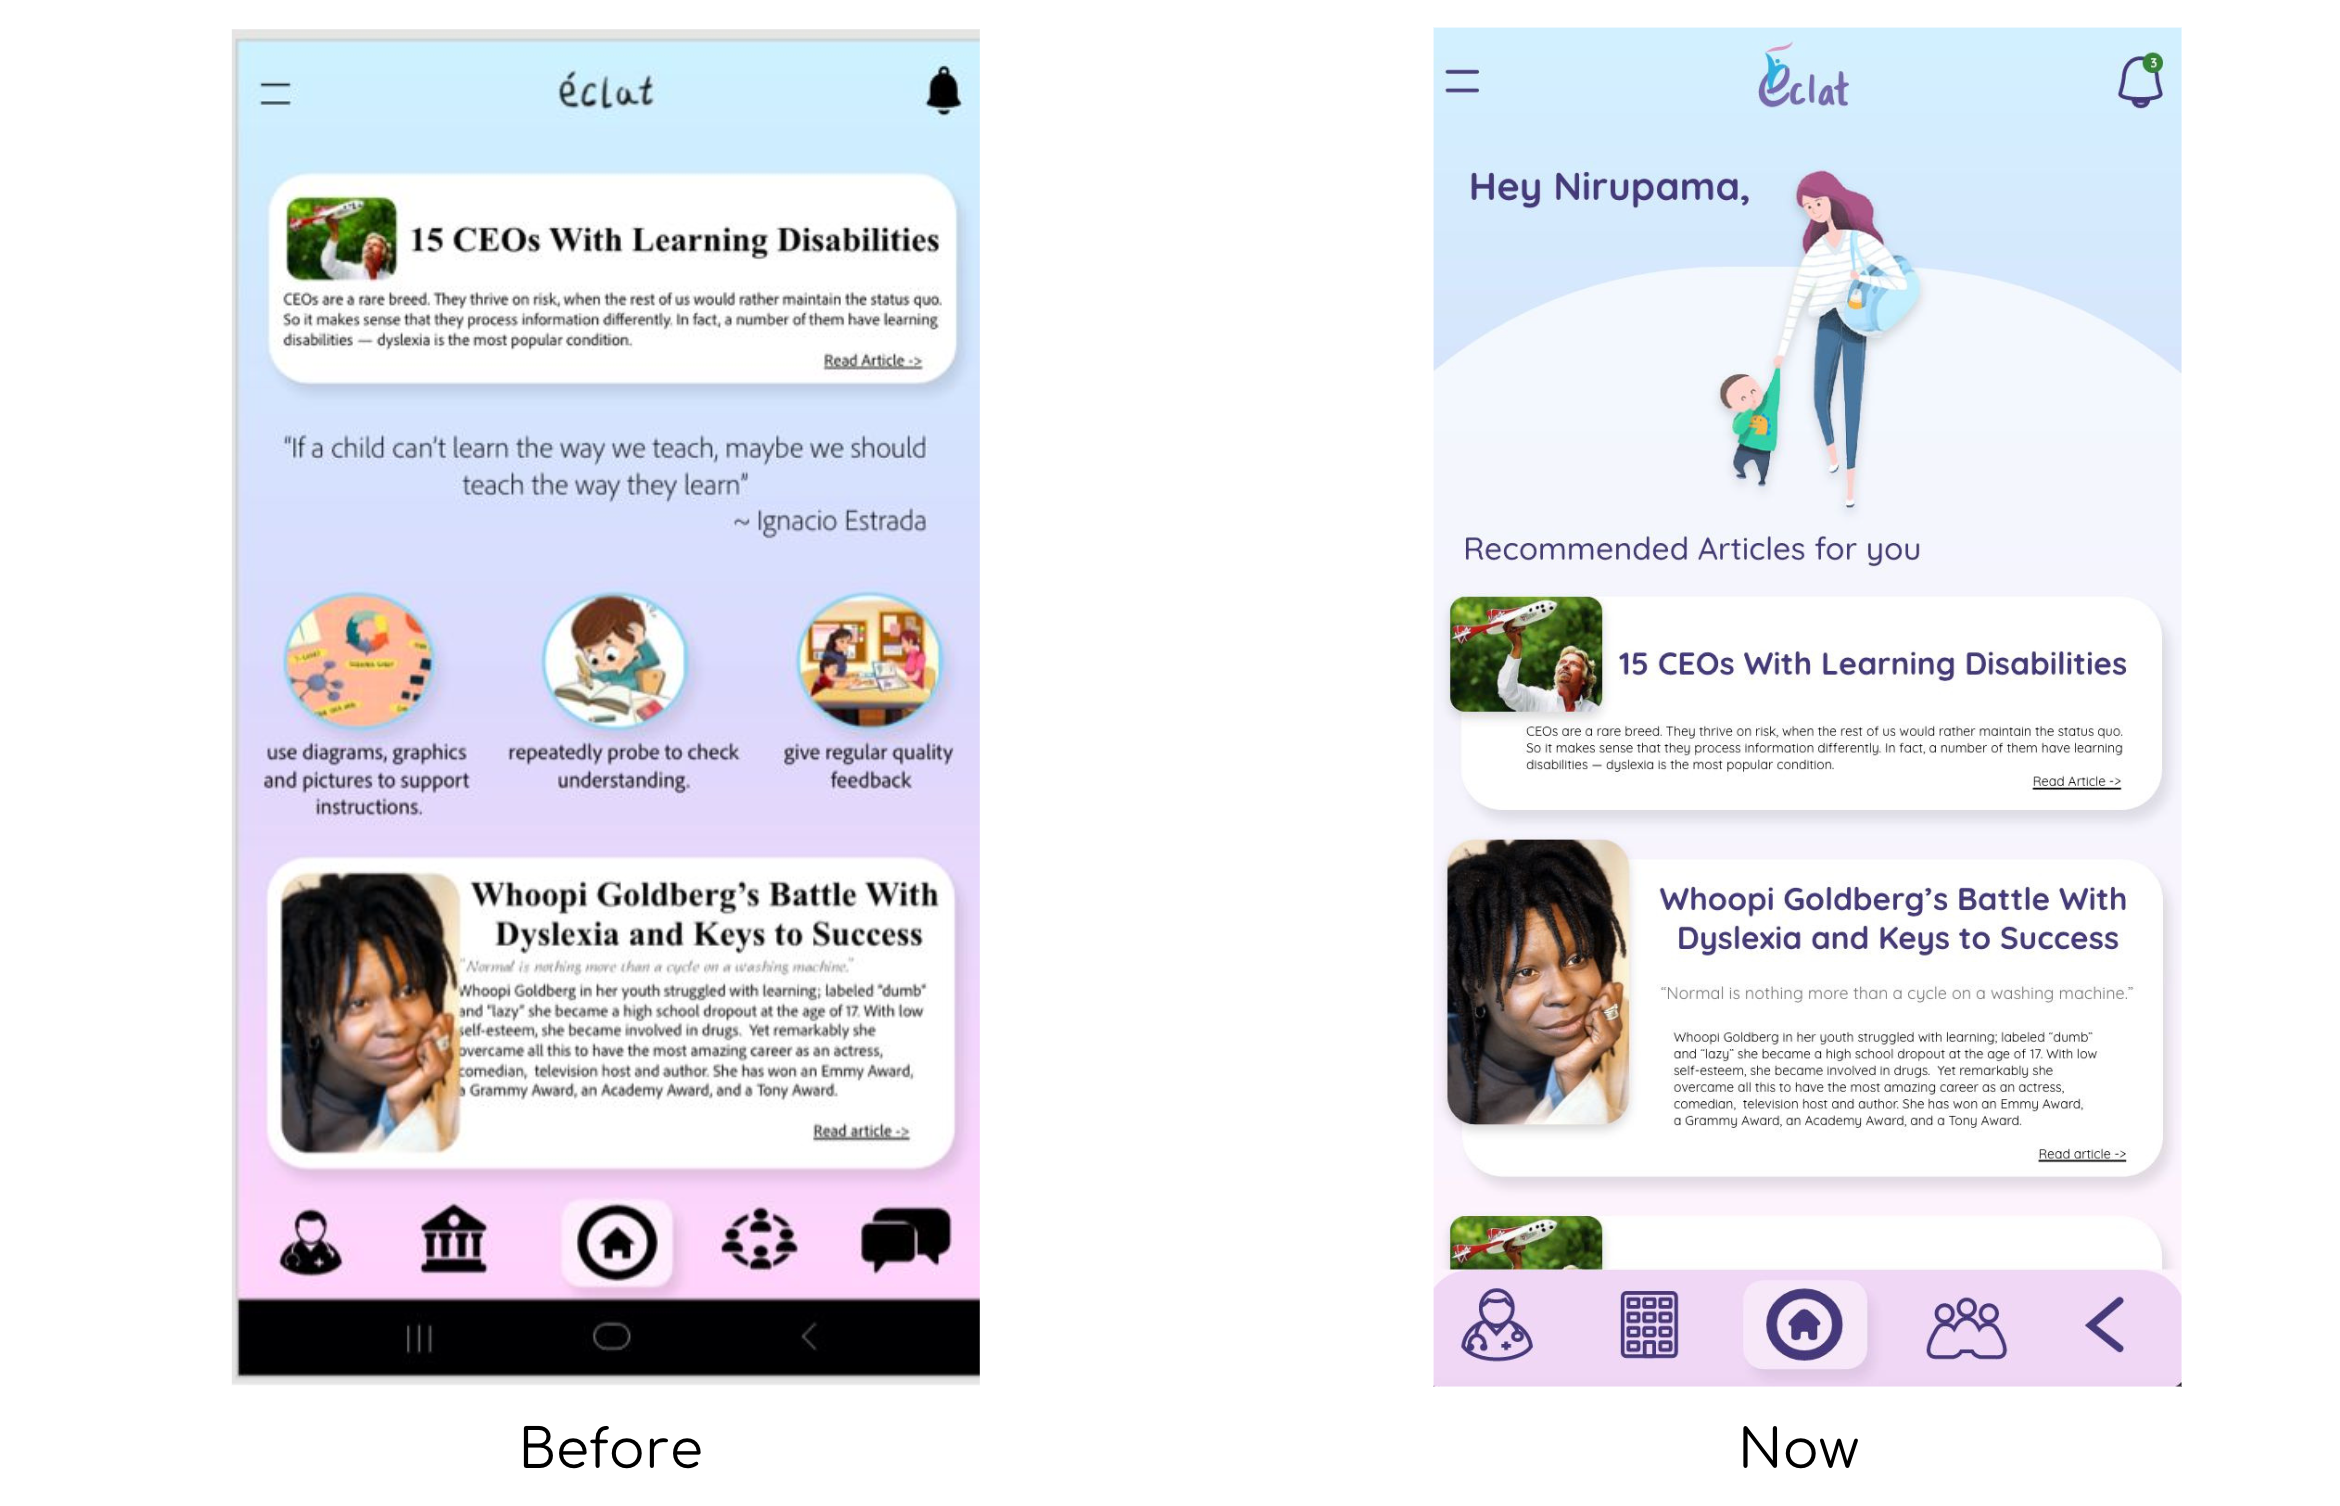 éclat
15 CEOs With Learning Disabilities
CEOs are a rare breed. They thrive on risk, when the rest of us would rather maintain the status quo.
So it makes sense that they process information differently. In fact, a number of them have learning
disabilities — dyslexia is the most popular condition.
Read Article ->
“If a child can’t learn the way we teach, maybe we should
teach the way they learn”
~ Ignacio Estrada
use diagrams, graphics
and pictures to support
instructions.
repeatedly probe to check
understanding.
give regular quality
feedback
Whoopi Goldberg’s Battle With
Dyslexia and Keys to Success
“Normal is nothing more than a cycle on a washing machine.”
Whoopi Goldberg in her youth struggled with learning; labeled "dumb"
and "lazy" she became a high school dropout at the age of 17. With low
self-esteem, she became involved in drugs.  Yet remarkably she
overcame all this to have the most amazing career as an actress,
comedian,  television host and author. She has won an Emmy Award,
a Grammy Award, an Academy Award, and a Tony Award.
Read article ->
Before
éclat
3
Hey Nirupama,
Recommended Articles for you
15 CEOs With Learning Disabilities
CEOs are a rare breed. They thrive on risk, when the rest of us would rather maintain the status quo.
So it makes sense that they process information differently. In fact, a number of them have learning
disabilities — dyslexia is the most popular condition.
Read Article ->
Whoopi Goldberg’s Battle With
Dyslexia and Keys to Success
“Normal is nothing more than a cycle on a washing machine.”
Whoopi Goldberg in her youth struggled with learning; labeled "dumb"
and "lazy" she became a high school dropout at the age of 17. With low
self-esteem, she became involved in drugs.  Yet remarkably she
overcame all this to have the most amazing career as an actress,
comedian,  television host and author. She has won an Emmy Award,
a Grammy Award, an Academy Award, and a Tony Award.
Read article ->
Now